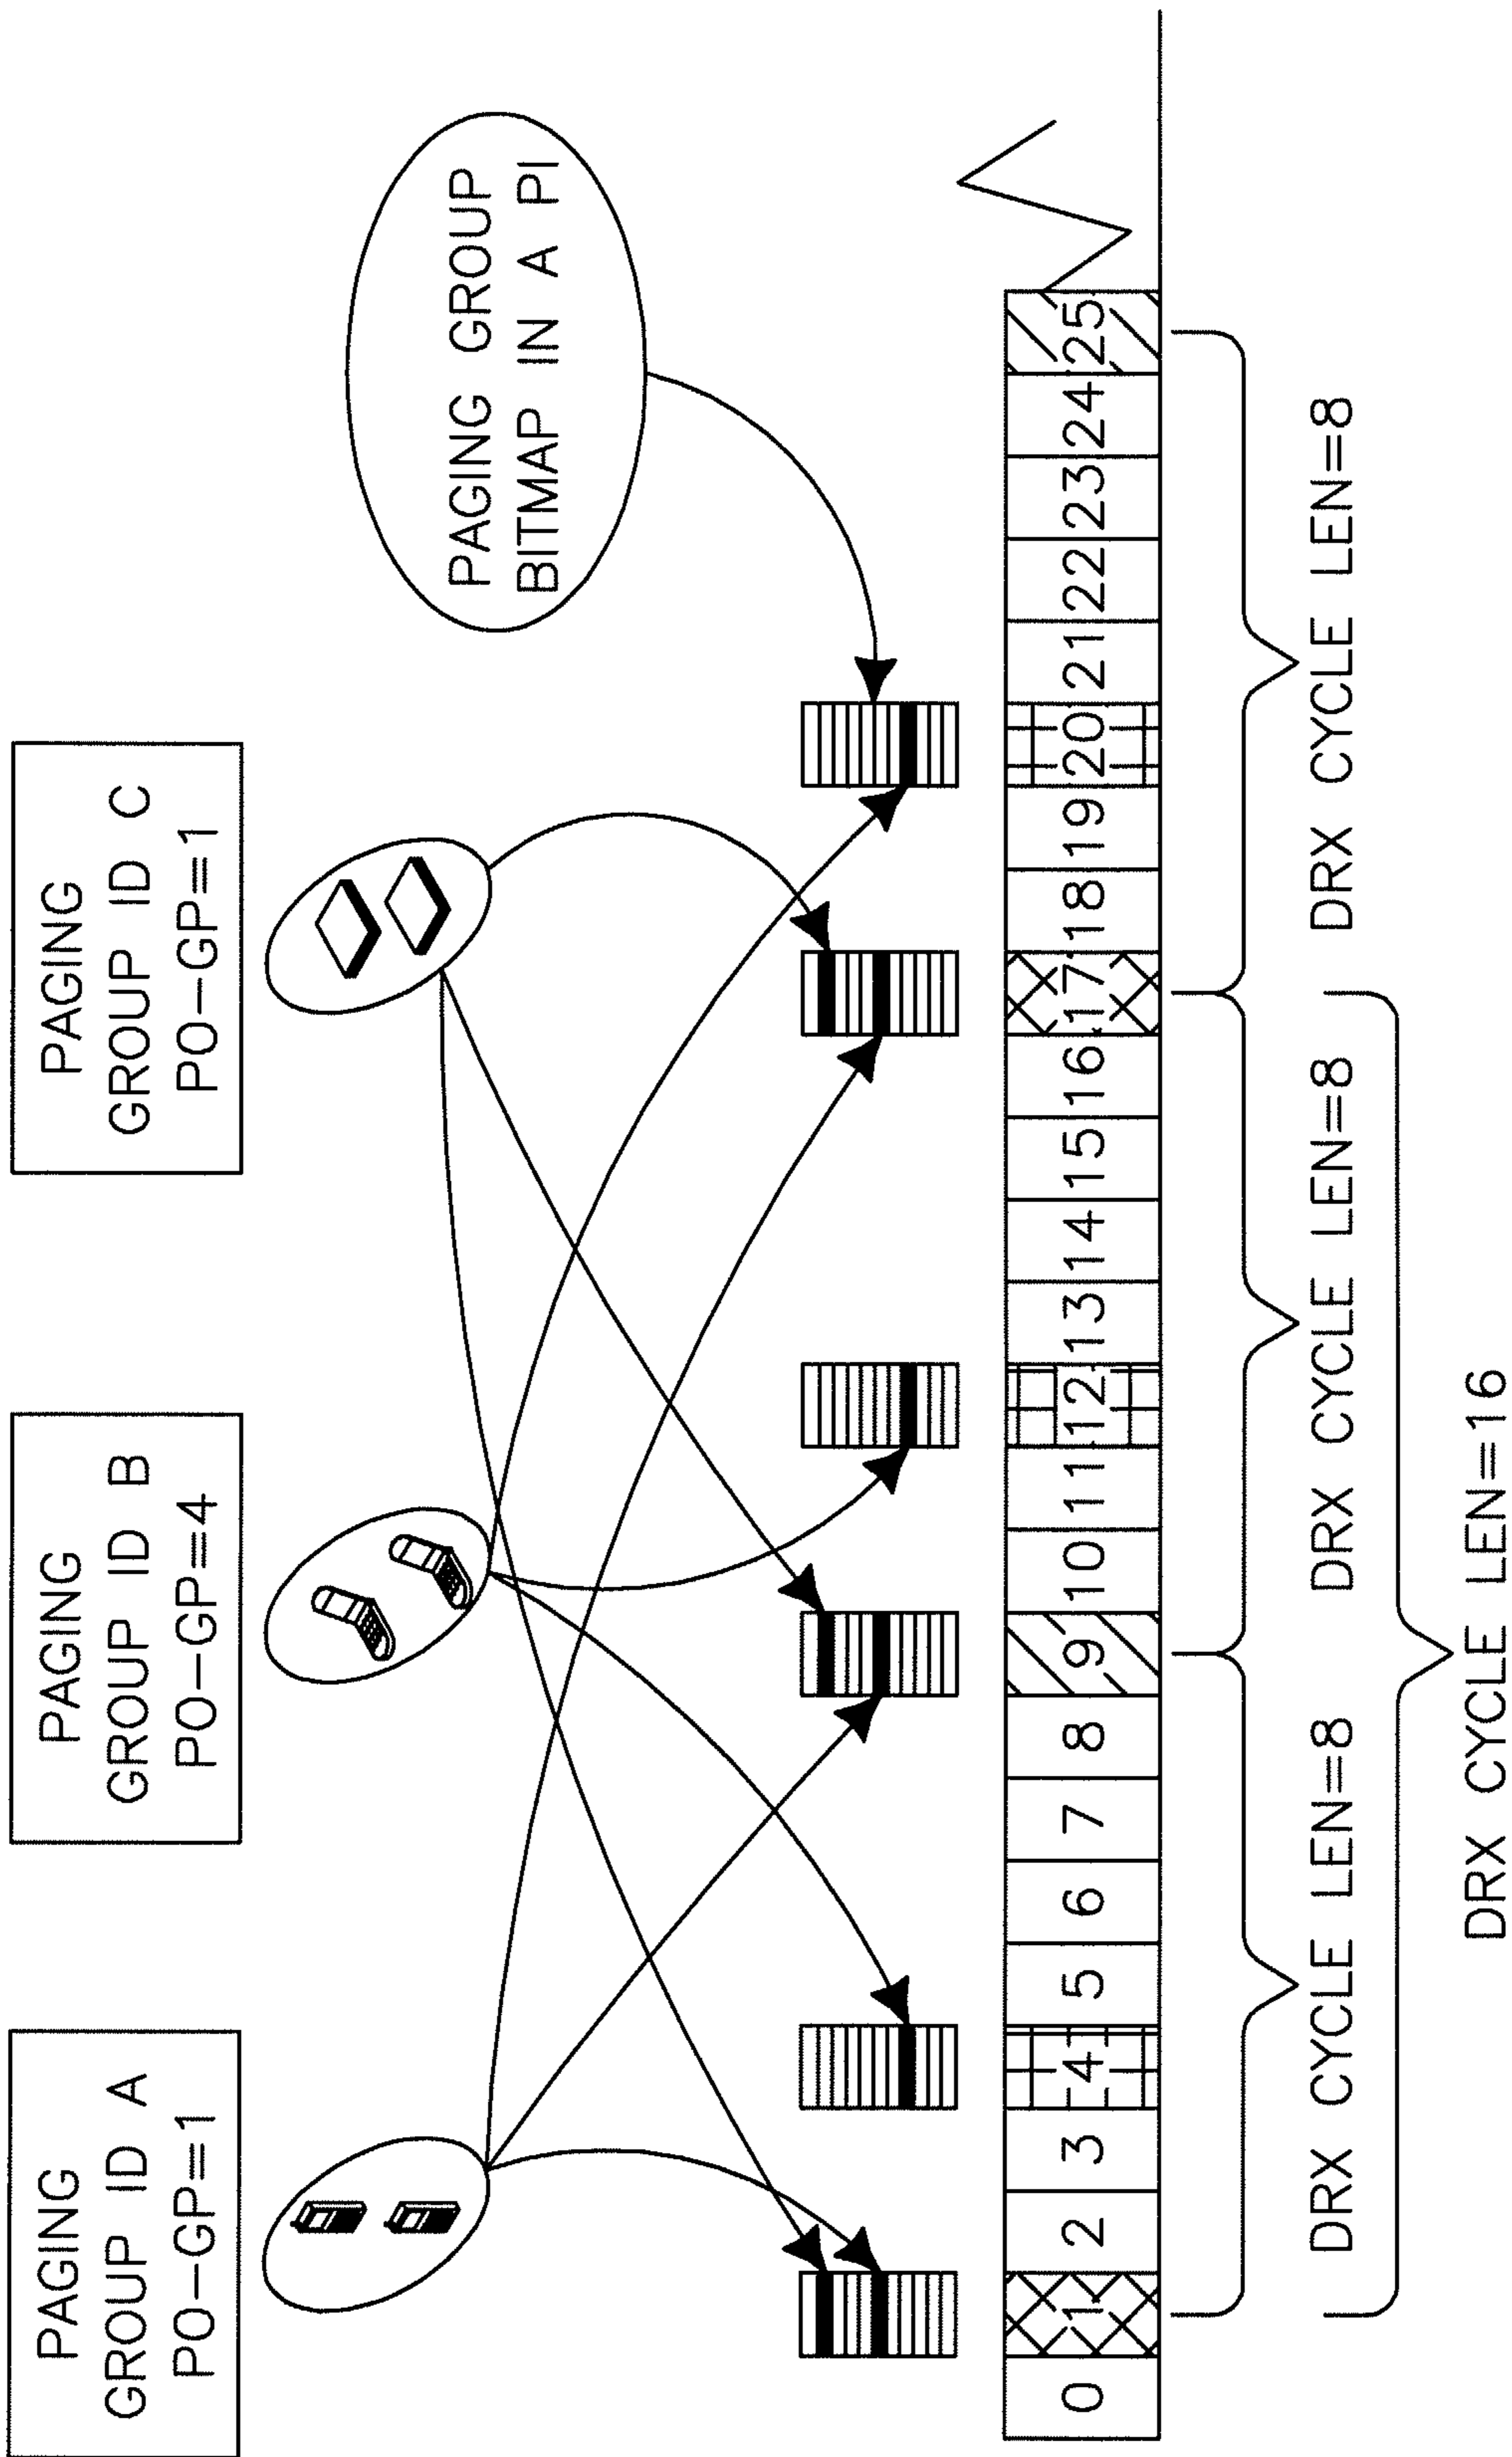 PAGING
GROUP ID A
PO-GP=1
PAGING
GROUP ID B
PO-GP=4
PAGING
GROUP ID C
PO-GP=1
PAGING GROUP
BITMAP IN A PI
0 1 2 3 4 5 6 7 8 9 10 11 12 13 14 15 16 17 18 19 20 21 22 23 24 25
DRX CYCLE LEN=8 DRX CYCLE LEN=8 DRX CYCLE LEN=8
DRX CYCLE LEN=16